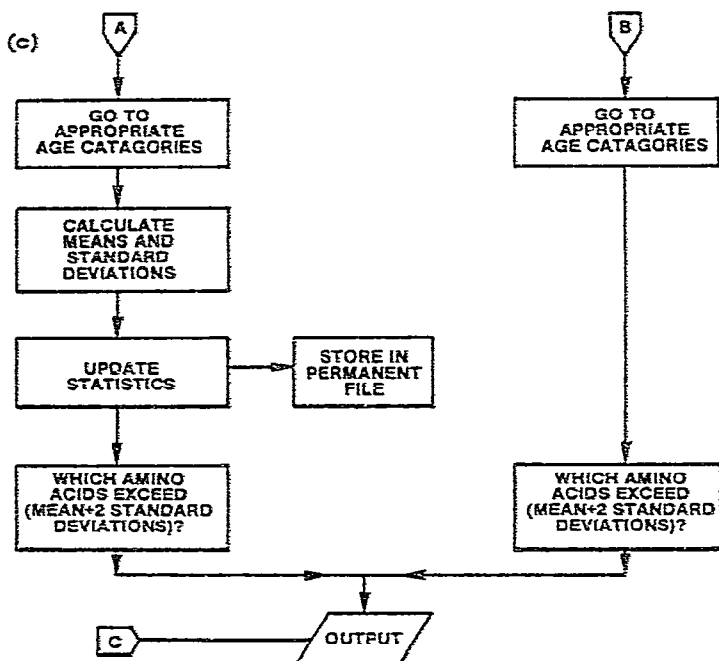 (c)
A
B
GO TO
APPROPRIATE
AGE CATAGORIES
GO TO
APPROPRIATE
AGE CATAGORIES
CALCULATE
MEANS AND
STANDARD
DEVIATIONS
UPDATE
STATISTICS
STORE IN
PERMANENT
FILE
WHICH AMINO
ACIDS EXCEED
(MEAN+2 STANDARD
DEVIATIONS)?
WHICH AMINO
ACIDS EXCEED
(MEAN+2 STANDARD
DEVIATIONS)?
C
OUTPUT